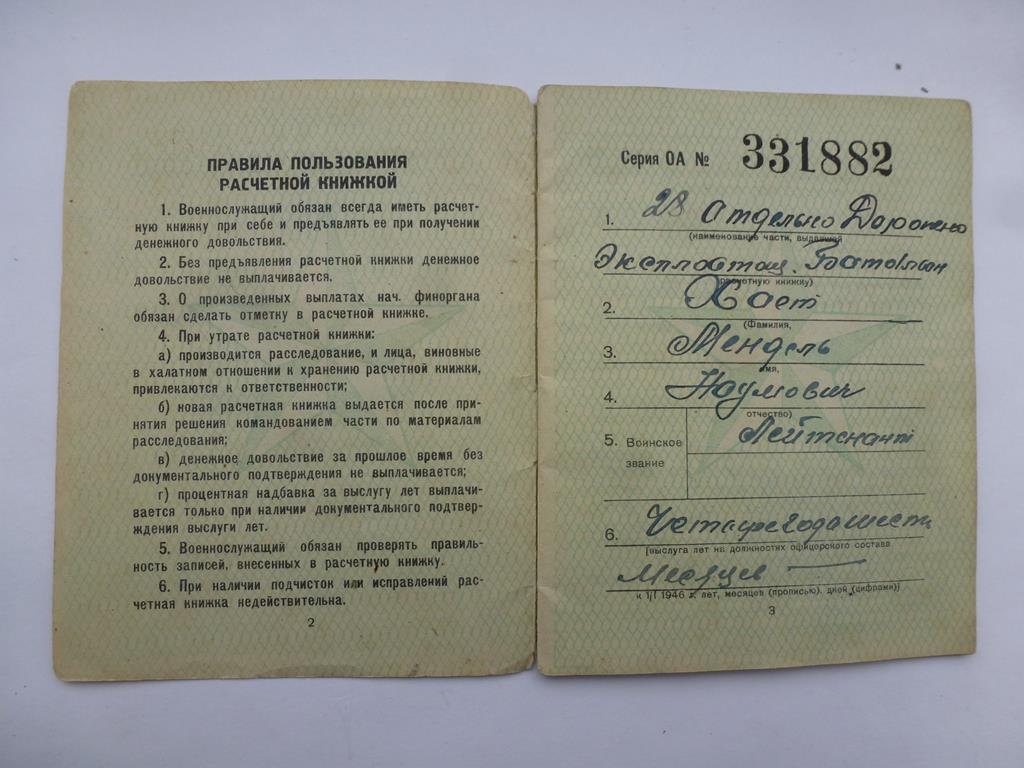 ПРАВИЛА ПОЛЬЗОВАНИЯ
РАСЧЕТНОЙ КНИЖКОЙ
1. Военнослужащий обязан всегда иметь расчет-
ную книжку при себе и предъявлять ее при получении
денежного довольствия.
2. Без предъявления расчетной книжки денежное
довольствие не выплачивается.
3. О произведенных выплатах нач. финоргана
обязан сделать отметку в расчетной книжке.
4. При утрате расчетной книжки:
а) производится расследование, и лица, виновные
в халатном отношении к хранению расчетной книжки,
привлекаются к ответственности;
б) новая расчетная книжка выдается после при-
нятия решения командованием части по материалам
расследования;
в) денежное довольствие за прошлое время без
документального подтверждения не выплачивается;
г) процентная надбавка за выслугу лет выплачи-
вается только при наличии документального подтвер-
ждения выслуги лет.
5. Военнослужащий обязан проверять правиль-
ность записей, внесенных в расчетную книжку.
6. При наличии подчисток или исправлений рас-
четная книжка недействительна.
2
Серия ОА № 331882
1. 28 Отдельно Дорожно
(наименование части, выдавшей
Эксплоатац. Батальон
расчетную книжку)
2. Хает
(Фамилия,
3. Мендель
имя,
4. Наумович
отчество)
5. Воинское звание Лейтенант
6. Четыре года шесть
(выслуга лет на должностях офицерского состава
Месяцев —
к 1/I 1946 г. лет, месяцев (прописью), дней (цифрами))
3